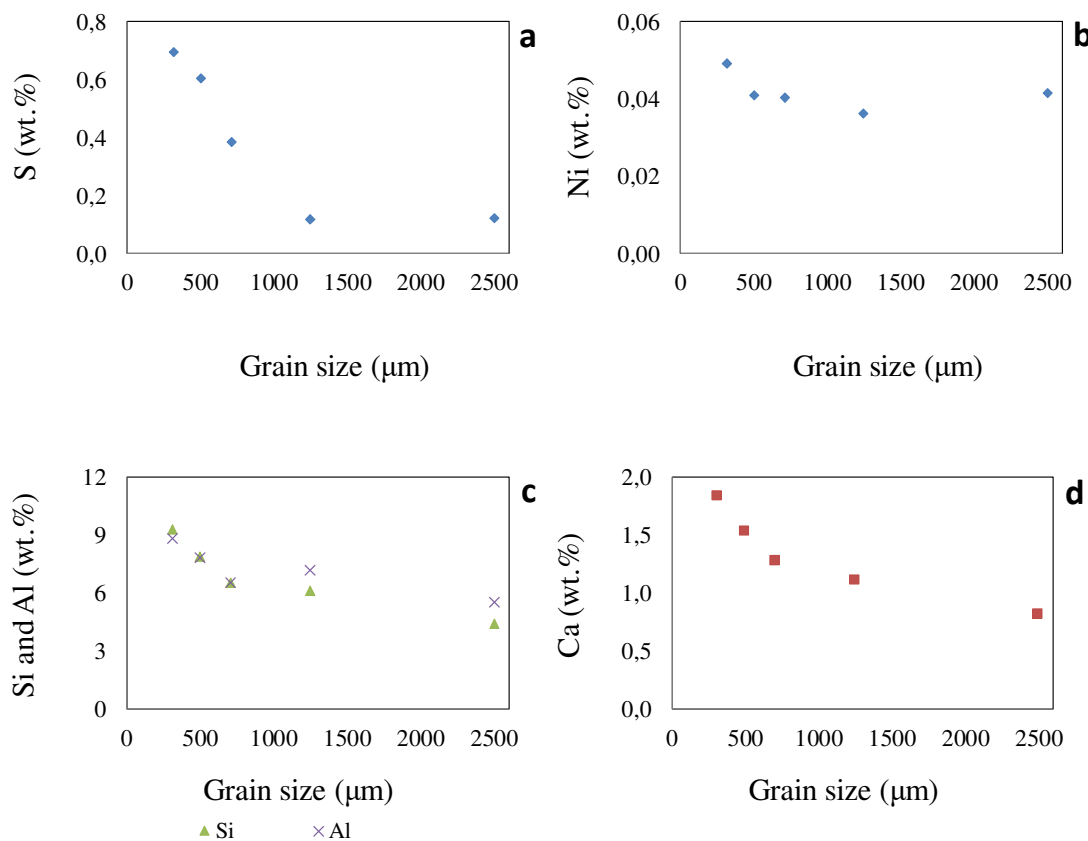 a
S (wt.%)
0,8
0,6
0,4
0,2
0,0
0 500 1000 1500 2000 2500
Grain size (μm)
b
Ni (wt.%)
0,06
0,04
0,02
0,00
0 500 1000 1500 2000 2500
Grain size (μm)
c
Si and Al (wt.%)
12
9
6
3
0
0 500 1000 1500 2000 2500
Grain size (μm)
Si Al
d
Ca (wt.%)
2,0
1,5
1,0
0,5
0,0
0 500 1000 1500 2000 2500
Grain size (μm)